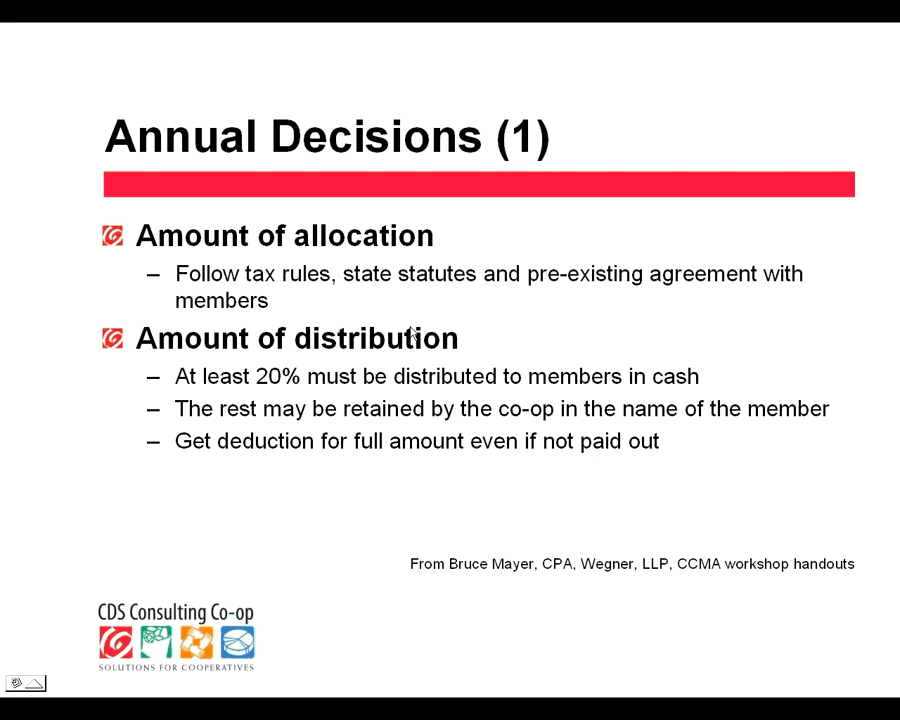 Annual Decisions (1)
Amount of allocation
– Follow tax rules, state statutes and pre-existing agreement with
members
Amount of distribution
– At least 20% must be distributed to members in cash
– The rest may be retained by the co-op in the name of the member
– Get deduction for full amount even if not paid out
From Bruce Mayer, CPA, Wegner, LLP, CCMA workshop handouts
CDS Consulting Co-op
SOLUTIONS FOR COOPERATIVES